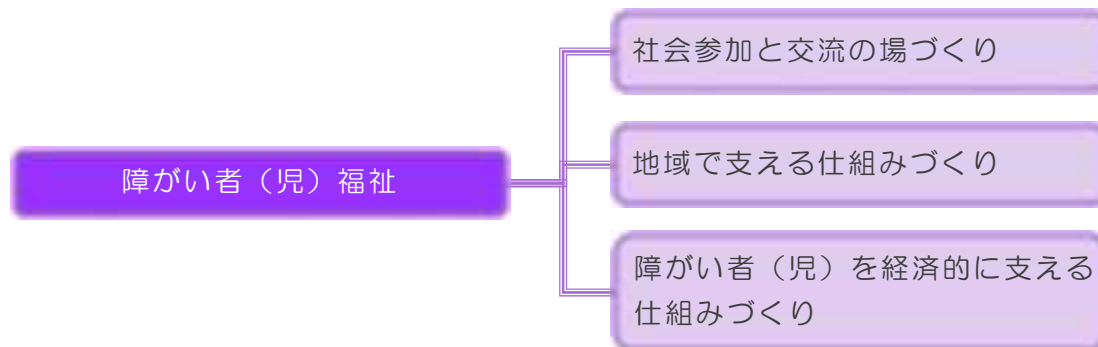 社会参加と交流の場づくり
障がい者（児）福祉
地域で支える仕組みづくり
障がい者（児）を経済的に支える
仕組みづくり